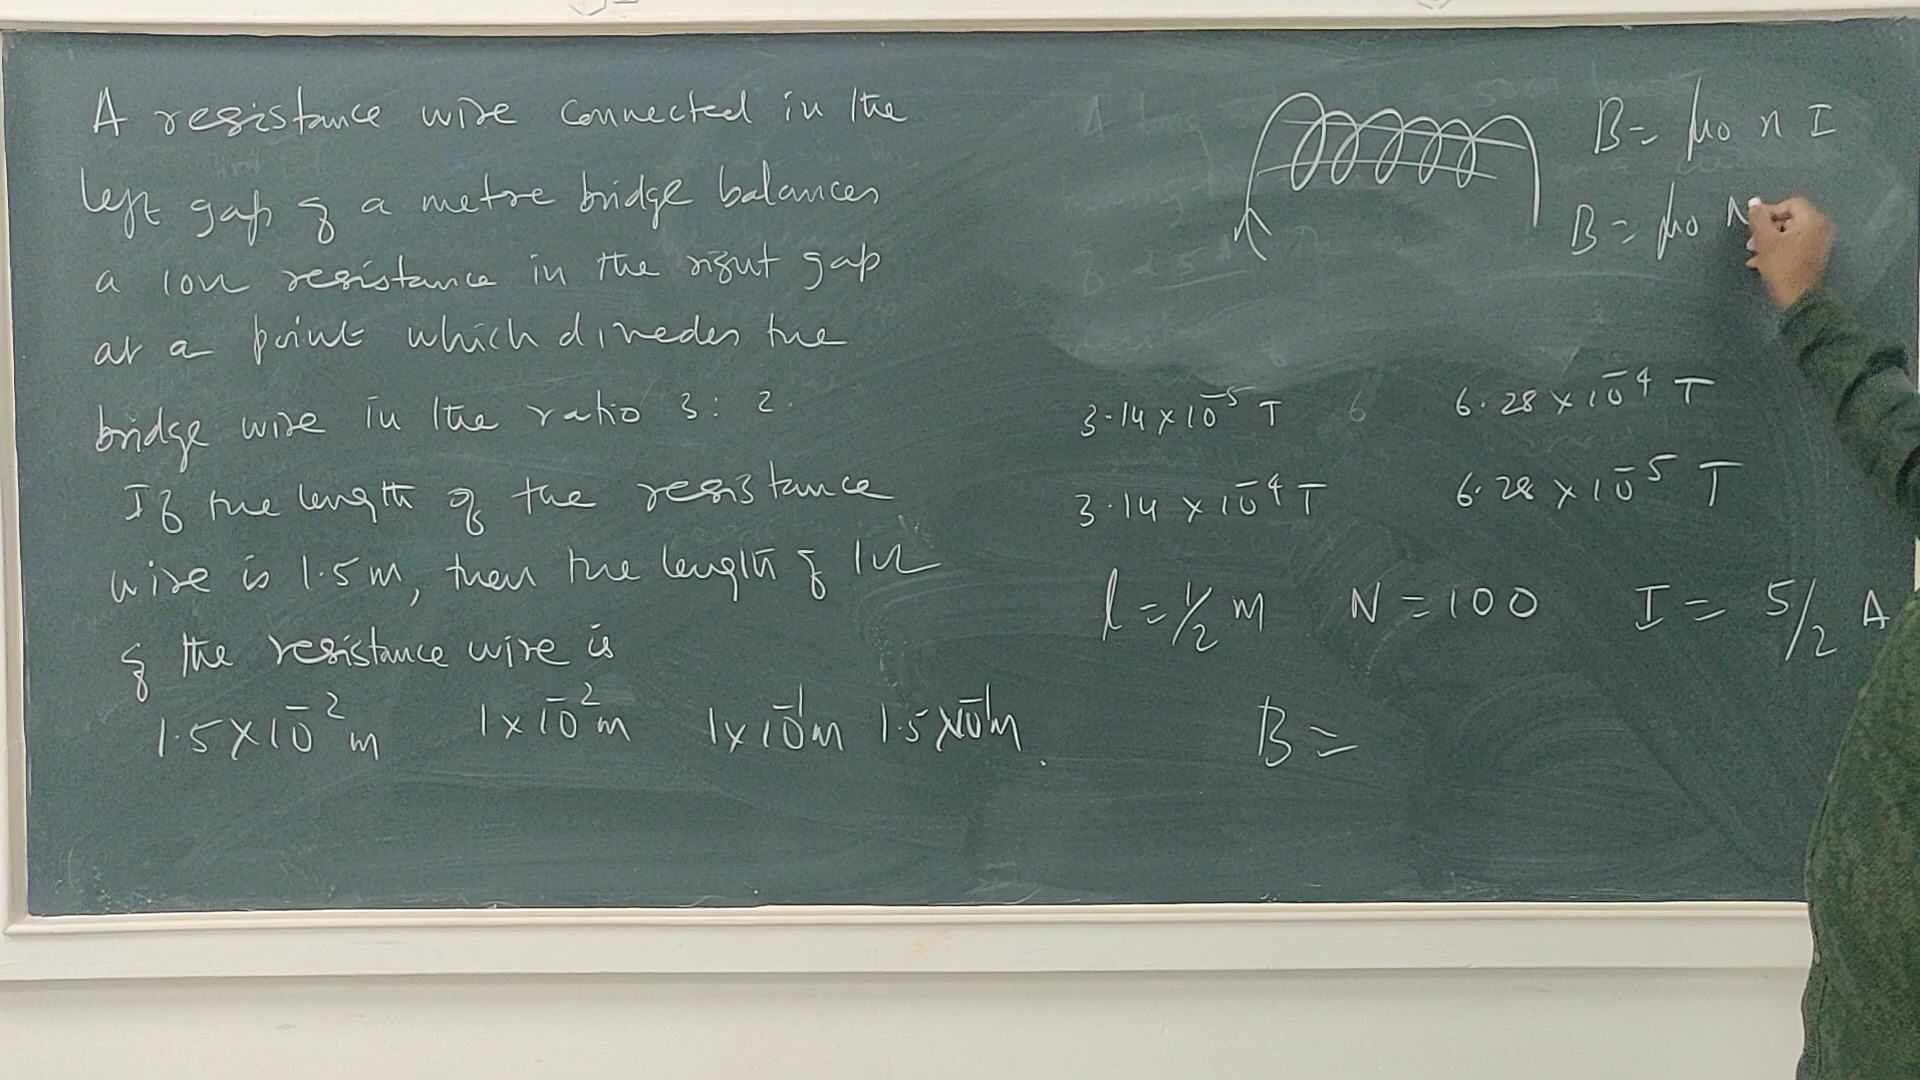 A resistance wire connected in the
left gap of a metre bridge balances
a 10Ω resistance in the right gap
at a point which divedes the
bridge wire in the ratio 3 : 2.
If the length of the resistance
wire is 1.5m, then the length of 1Ω
of the resistance wire is
1.5 × 10⁻² m 1 × 10⁻² m 1 × 10⁻¹ m 1.5 × 10⁻¹ m.
B = μ₀ n I
B = μ₀ N
3.14 × 10⁻⁵ T 6.28 × 10⁻⁴ T
3.14 × 10⁻⁴ T 6.28 × 10⁻⁵ T
l = 1/2 m N = 100 I = 5/2 A
B =